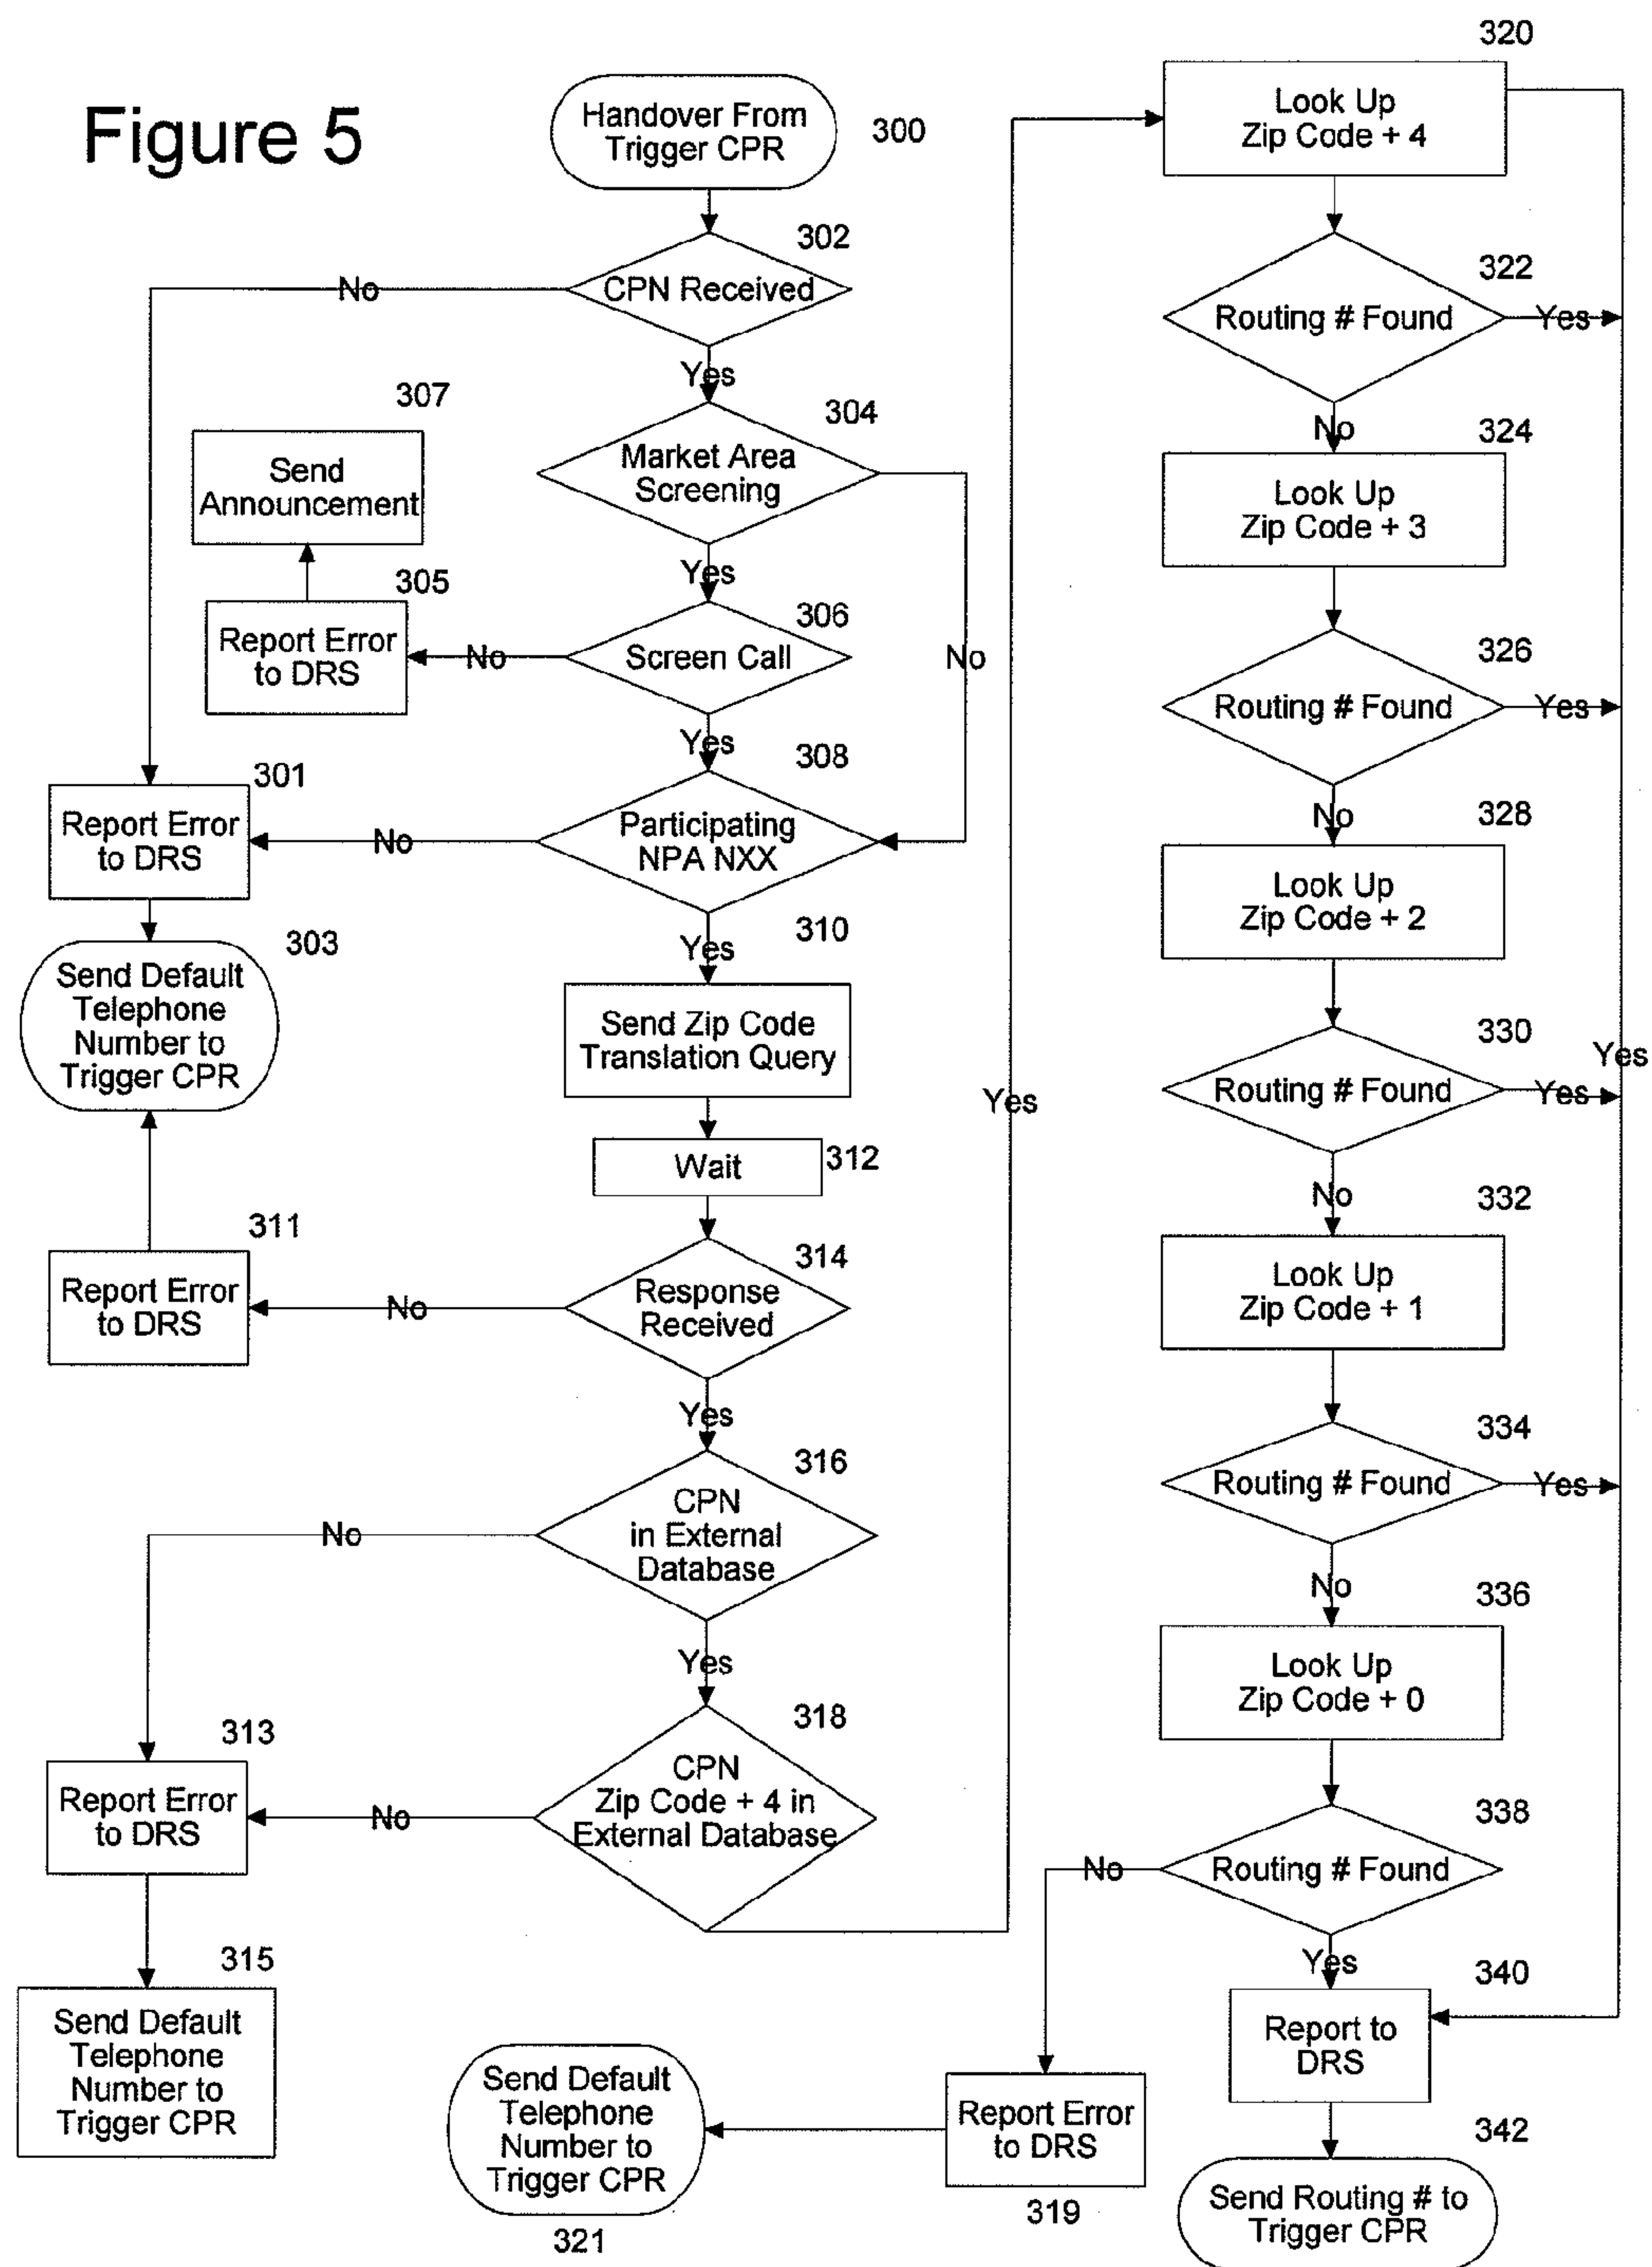 Figure 5
Handover From
Trigger CPR
300
302
CPN Received
No
Yes
304
Market Area
Screening
307
Send
Announcement
Yes
No
305
Report Error
to DRS
306
Screen Call
No
Yes
301
Report Error
to DRS
308
Participating
NPA NXX
No
Yes
303
Send Default
Telephone
Number to
Trigger CPR
310
Send Zip Code
Translation Query
Wait
312
311
Report Error
to DRS
314
Response
Received
No
Yes
316
CPN
in External
Database
No
Yes
313
Report Error
to DRS
318
CPN
Zip Code + 4 in
External Database
No
Yes
315
Send Default
Telephone
Number to
Trigger CPR
320
Look Up
Zip Code + 4
322
Routing # Found
Yes
No
324
Look Up
Zip Code + 3
326
Routing # Found
Yes
No
328
Look Up
Zip Code + 2
330
Routing # Found
Yes
Yes
No
332
Look Up
Zip Code + 1
334
Routing # Found
Yes
No
336
Look Up
Zip Code + 0
338
Routing # Found
No
Yes
340
Report to
DRS
342
Send Routing # to
Trigger CPR
Report Error
to DRS
319
Send Default
Telephone
Number to
Trigger CPR
321